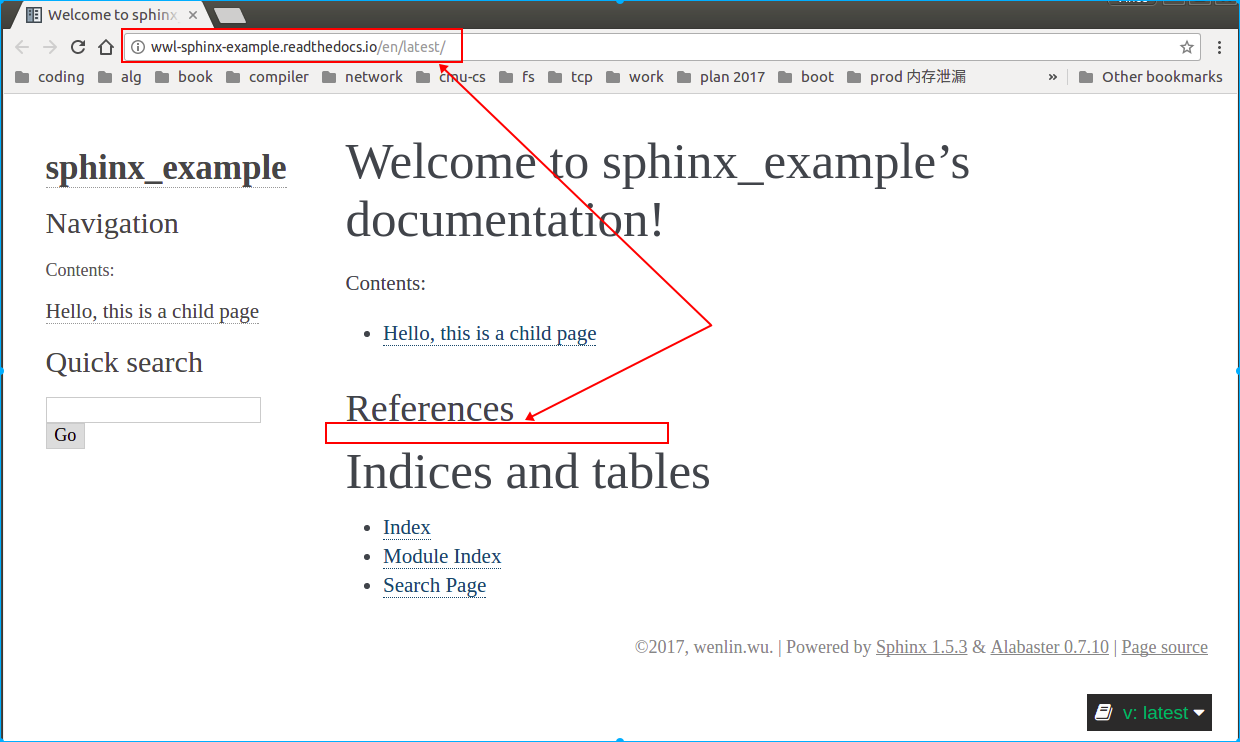 Welcome to sphinx
wwl-sphinx-example.readthedocs.io/en/latest/
coding alg book compiler network cmu-cs fs tcp work plan 2017 boot prod 内存泄漏 » Other bookmarks
sphinx_example
Navigation
Contents:
Hello, this is a child page
Quick search
Go
Welcome to sphinx_example’s
documentation!
Contents:
Hello, this is a child page
References
Indices and tables
Index
Module Index
Search Page
©2017, wenlin.wu. | Powered by Sphinx 1.5.3 & Alabaster 0.7.10 | Page source
v: latest